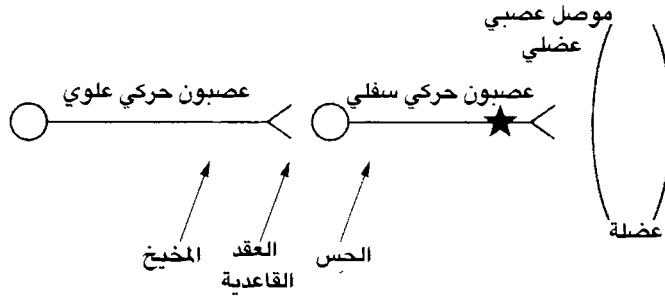 موصل عصبي
عضلي
عصبون حركي سفلي
عصبون حركي علوي
الحس
العقد
القاعدية
المخيخ
عضلة